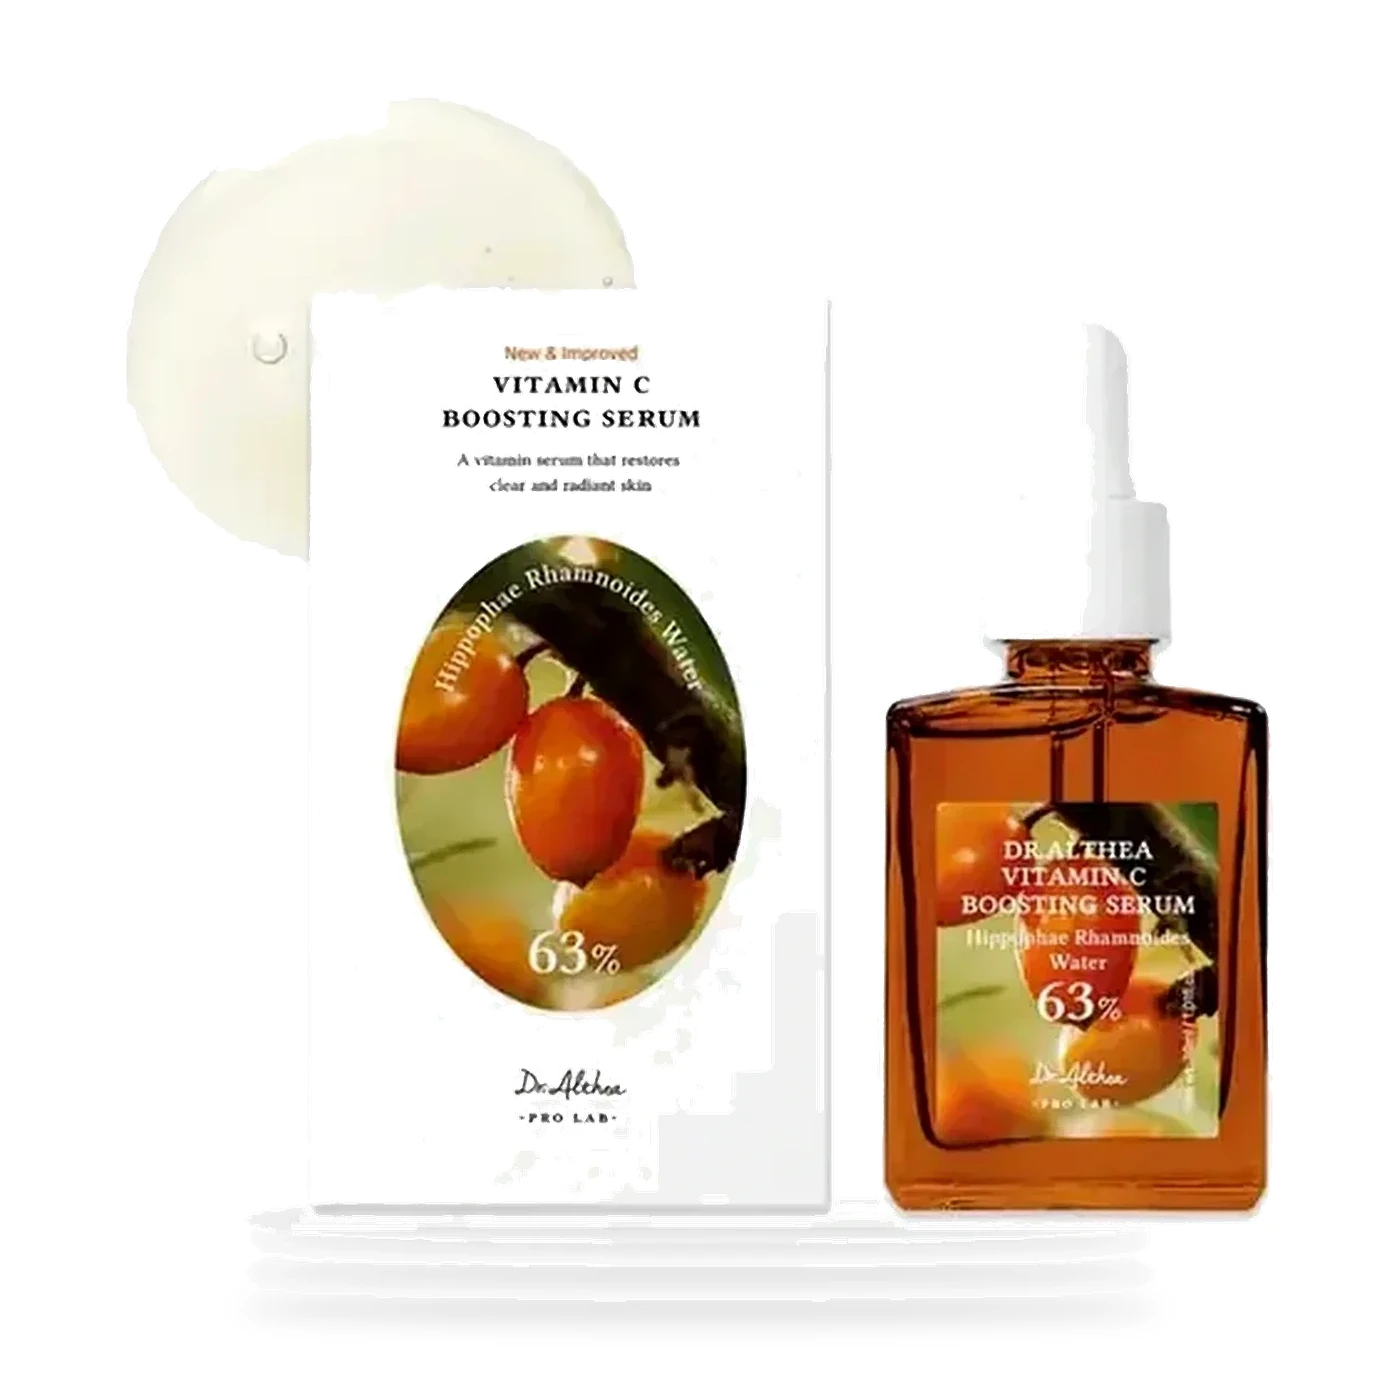 New & Improved
VITAMIN C
BOOSTING SERUM
A vitamin serum that restores
clear and radiant skin
Hippophae Rhamnoides Water
63%
Dr.Althea
·PRO LAB·
DR.ALTHEA
VITAMIN C
BOOSTING SERUM
Hippophae Rhamnoides
Water
63%
Dr.Althea
·PRO LAB·